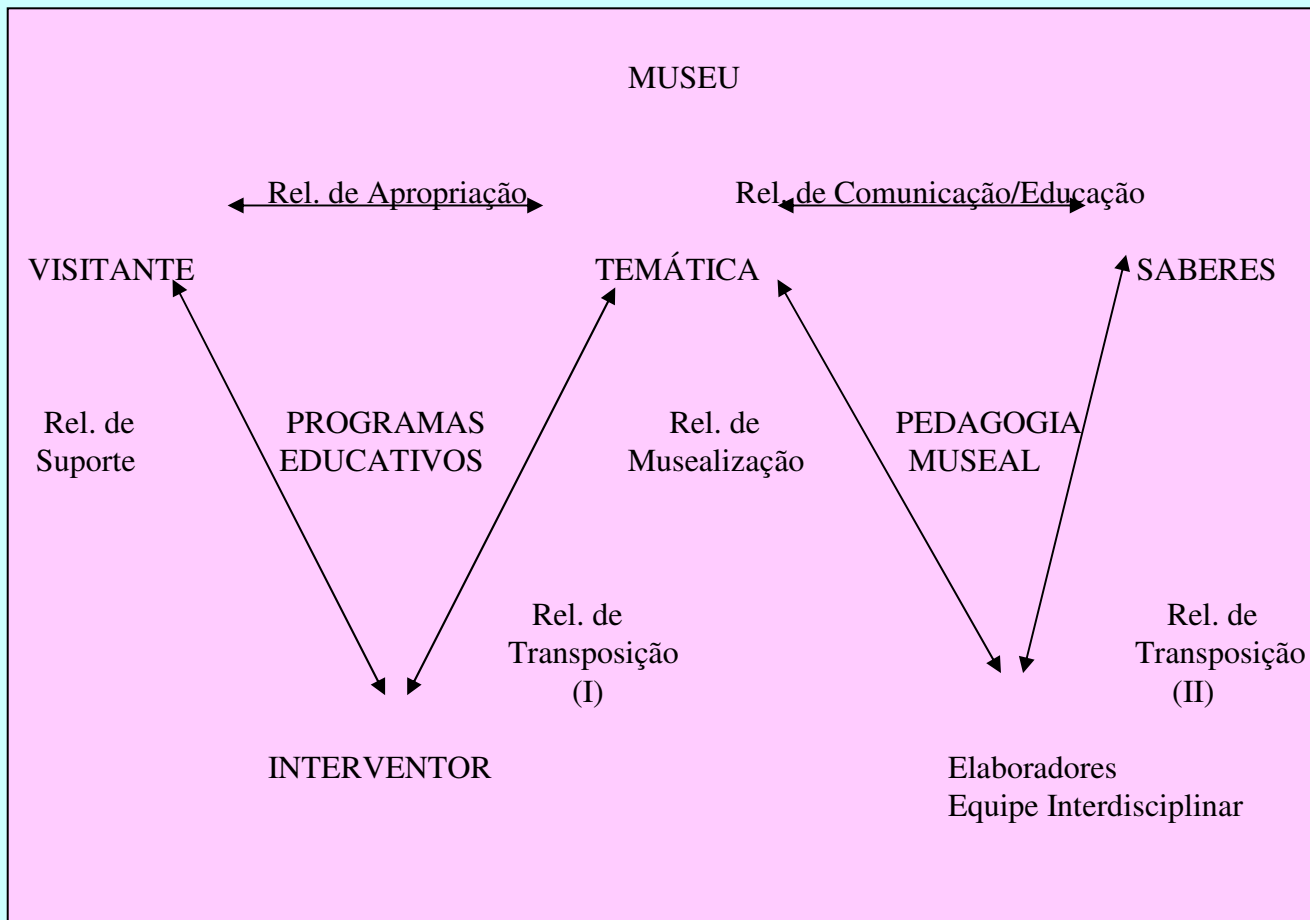 MUSEU
Rel. de Apropriação
Rel. de Comunicação/Educação
VISITANTE
TEMÁTICA
SABERES
Rel. de
Suporte
PROGRAMAS
EDUCATIVOS
Rel. de
Musealização
PEDAGOGIA
MUSEAL
Rel. de
Transposição
(I)
Rel. de
Transposição
(II)
INTERVENTOR
Elaboradores
Equipe Interdisciplinar